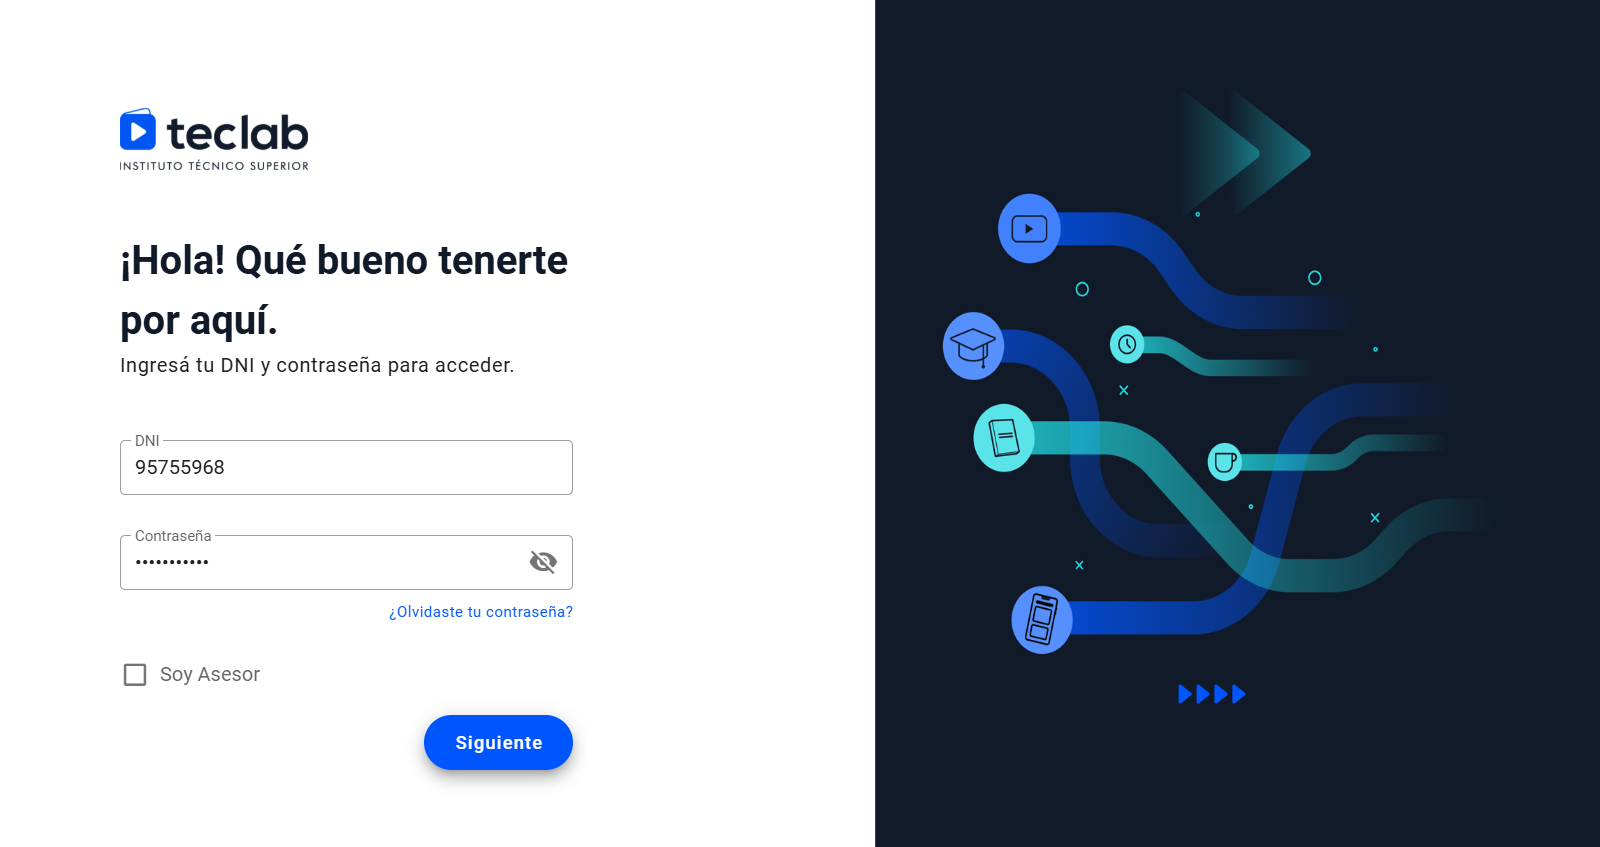 teclab
INSTITUTO TÉCNICO SUPERIOR
¡Hola! Qué bueno tenerte
por aquí.
Ingresá tu DNI y contraseña para acceder.
DNI
95755968
Contraseña
•••••••••••
¿Olvidaste tu contraseña?
Soy Asesor
Siguiente